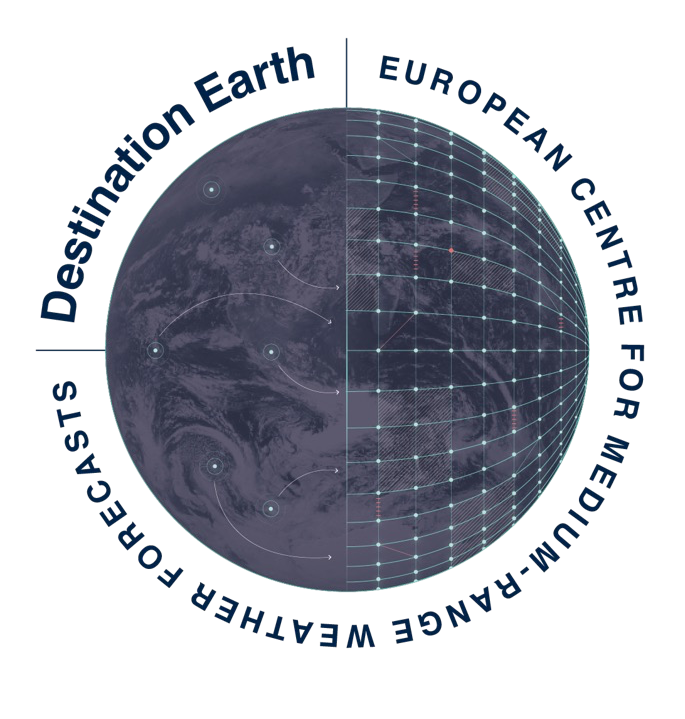 Destination Earth
EUROPEAN CENTRE FOR MEDIUM-RANGE WEATHER FORECASTS